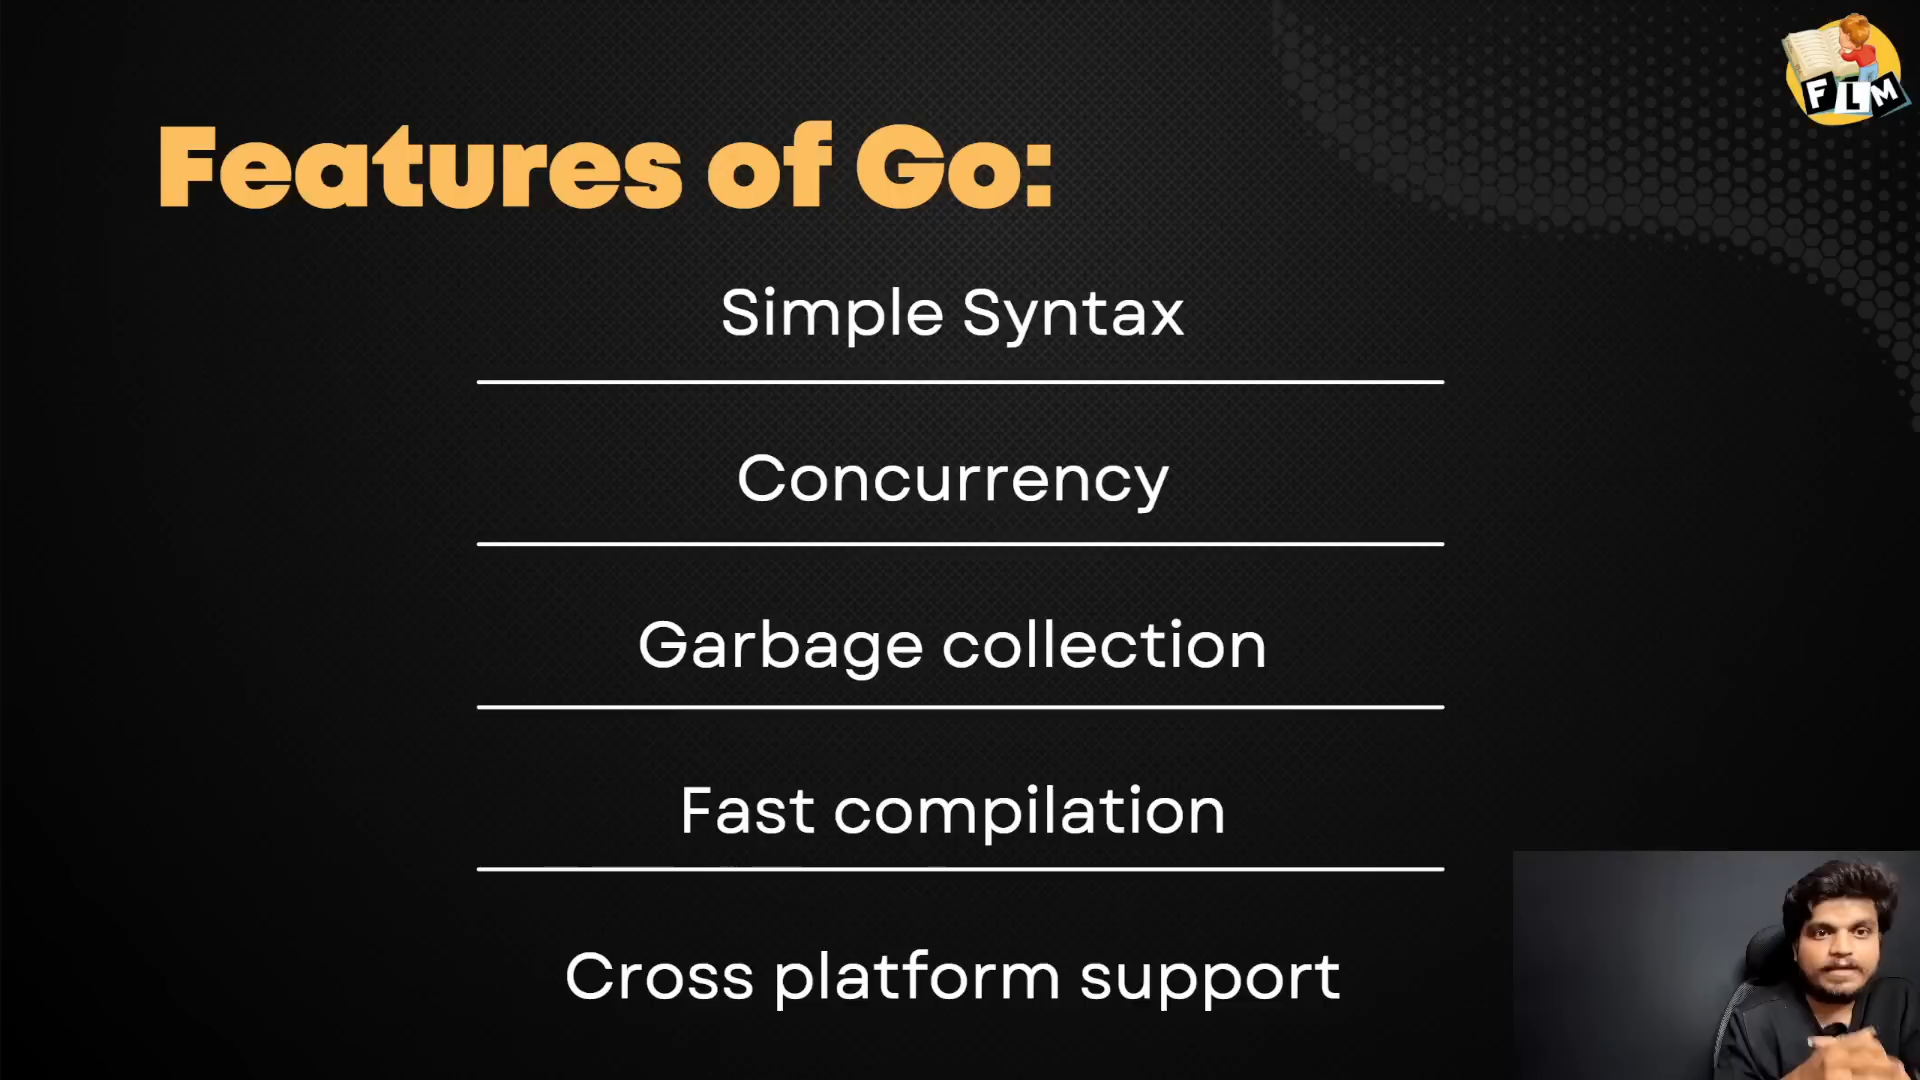 FLM
Features of Go:
Simple Syntax
Concurrency
Garbage collection
Fast compilation
Cross platform support